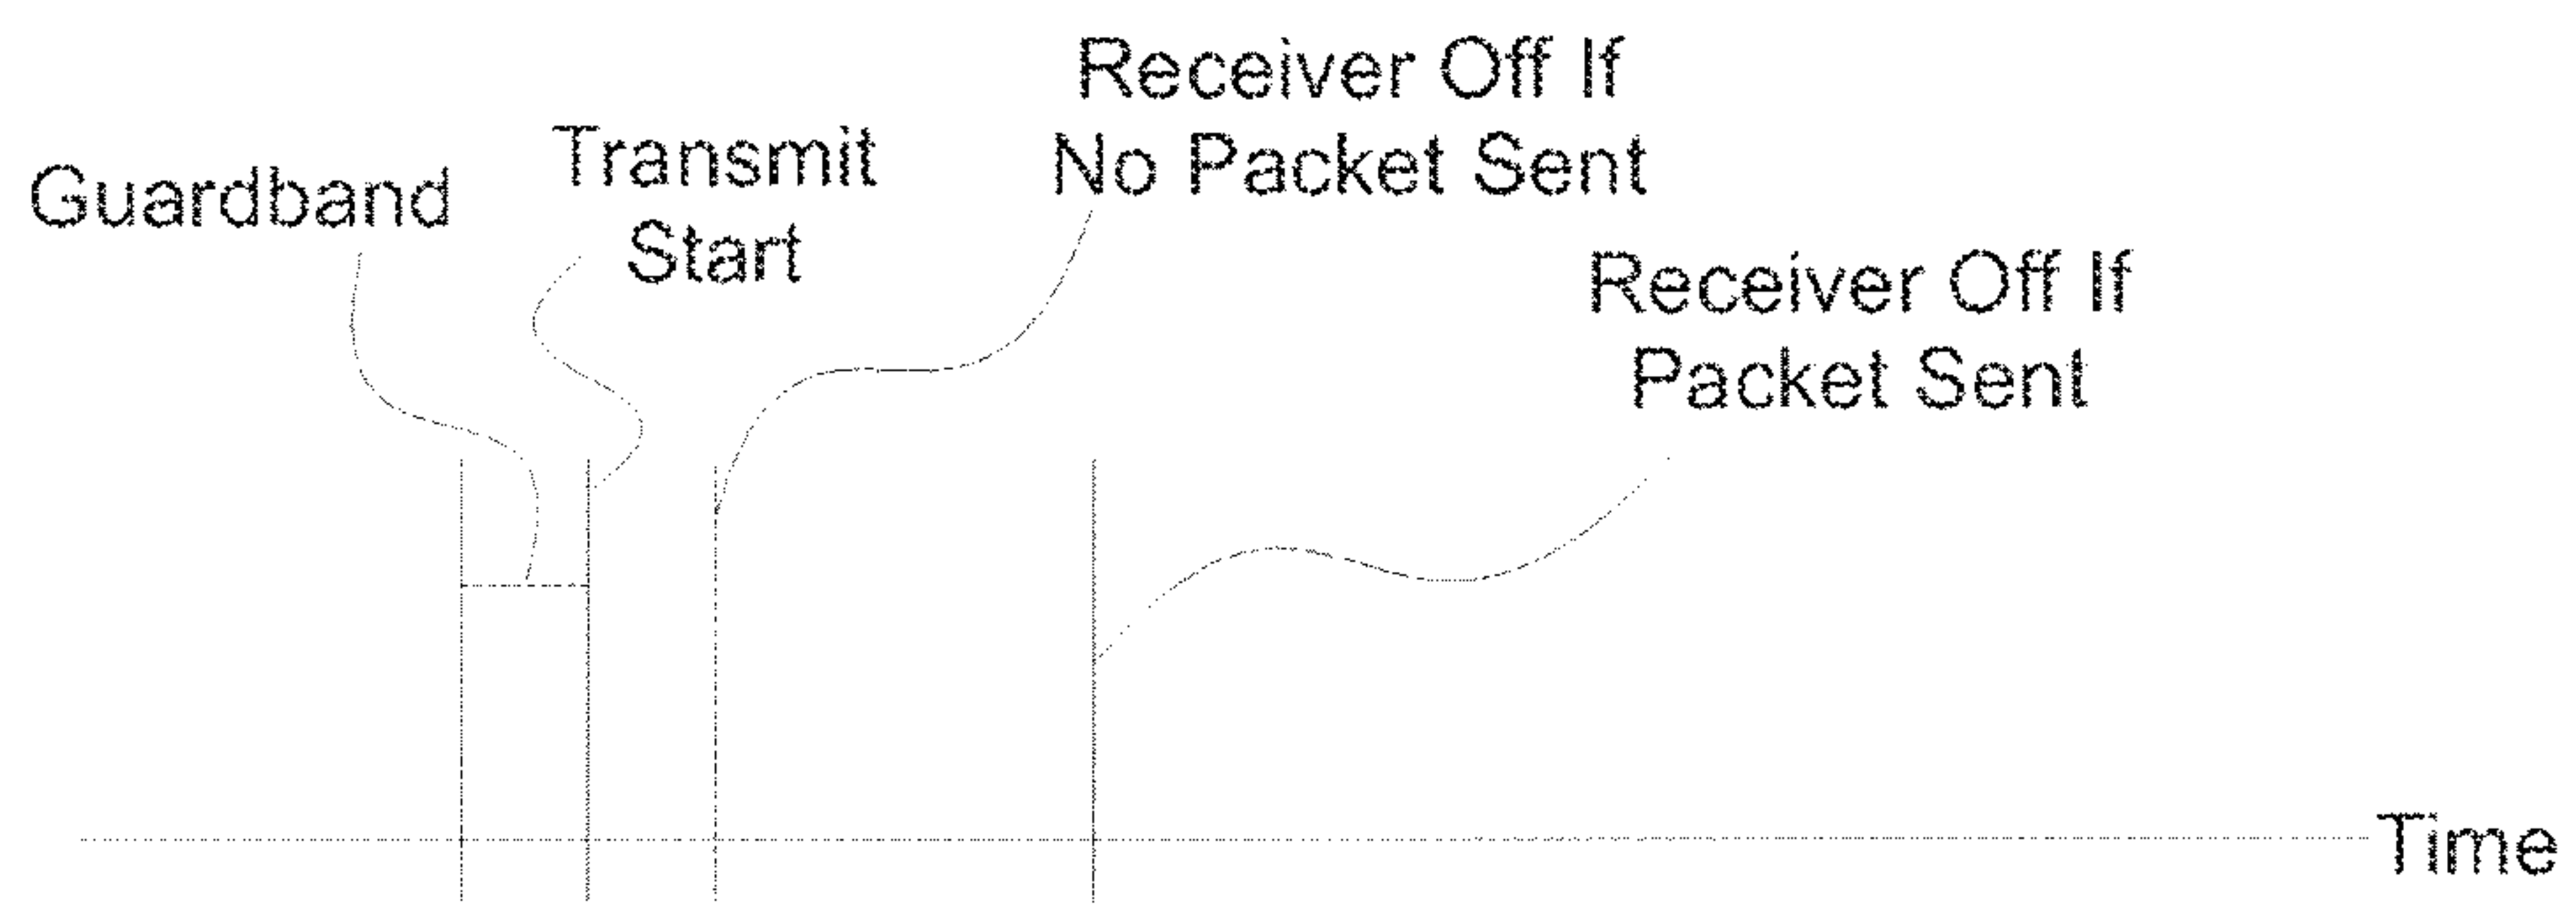 Guardband
Transmit
Start
Receiver Off If
No Packet Sent
Receiver Off If
Packet Sent
Time